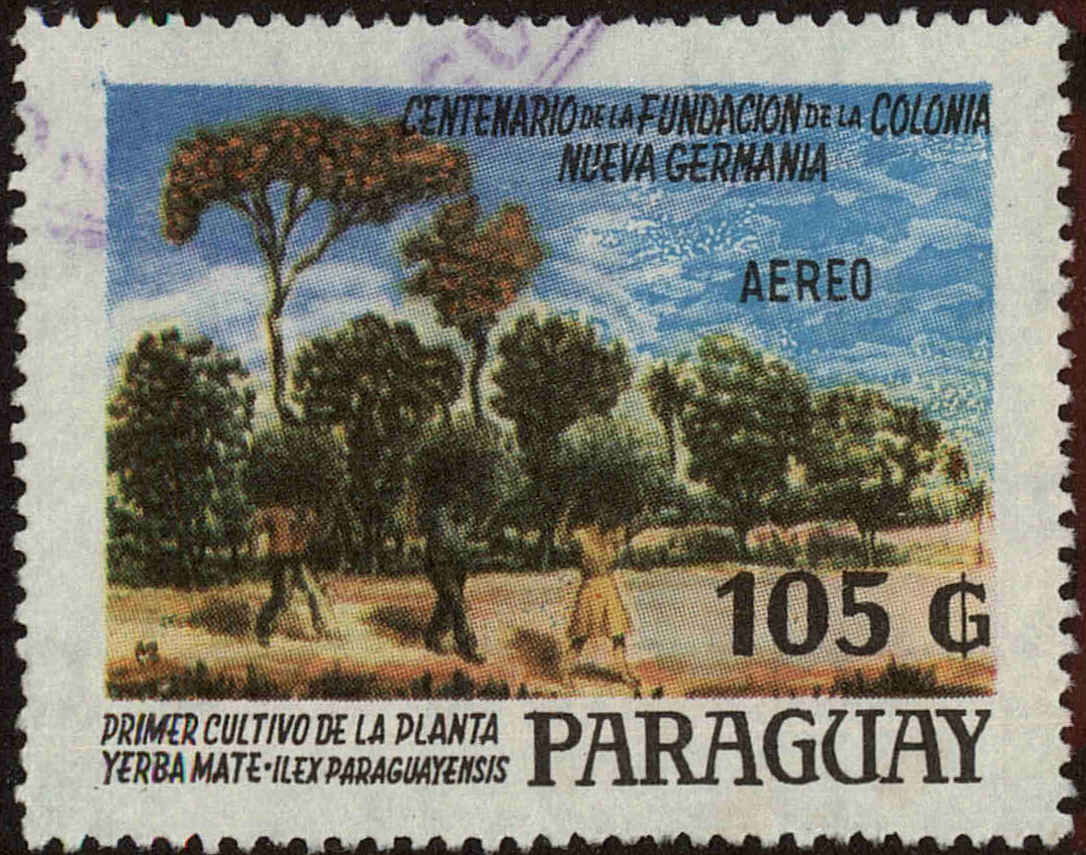 CENTENARIO DE LA FUNDACION DE LA COLONIA
NUEVA GERMANIA
AEREO
105 ₲
PRIMER CULTIVO DE LA PLANTA
YERBA MATE·ILEX PARAGUAYENSIS
PARAGUAY